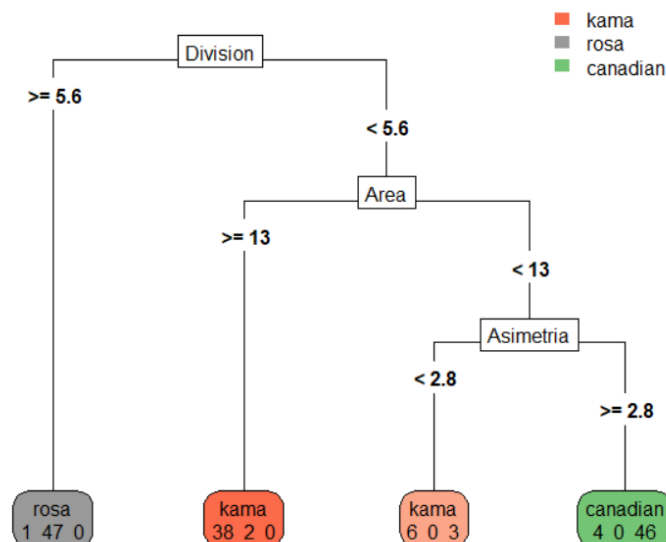 kama
rosa
canadian
Division
>= 5.6
< 5.6
Area
>= 13
< 13
Asimetria
< 2.8
>= 2.8
rosa
1 47 0
kama
38 2 0
kama
6 0 3
canadian
4 0 46